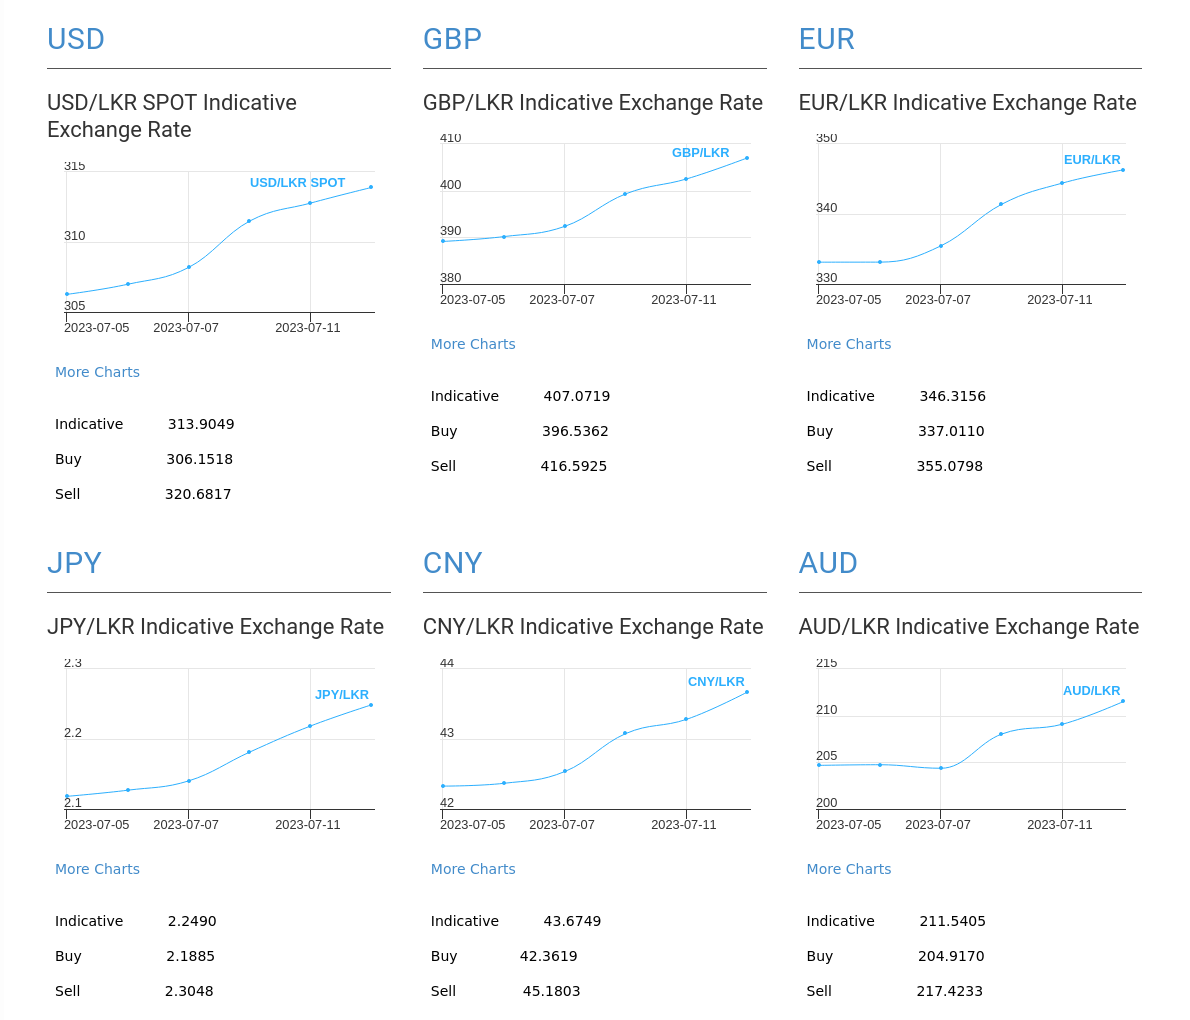 USD
USD/LKR SPOT Indicative
Exchange Rate
315
USD/LKR SPOT
310
305
2023-07-05 2023-07-07 2023-07-11
More Charts
Indicative 313.9049
Buy 306.1518
Sell 320.6817
GBP
GBP/LKR Indicative Exchange Rate
410
GBP/LKR
400
390
380
2023-07-05 2023-07-07 2023-07-11
More Charts
Indicative 407.0719
Buy 396.5362
Sell 416.5925
EUR
EUR/LKR Indicative Exchange Rate
350
EUR/LKR
340
330
2023-07-05 2023-07-07 2023-07-11
More Charts
Indicative 346.3156
Buy 337.0110
Sell 355.0798
JPY
JPY/LKR Indicative Exchange Rate
2.3
JPY/LKR
2.2
2.1
2023-07-05 2023-07-07 2023-07-11
More Charts
Indicative 2.2490
Buy 2.1885
Sell 2.3048
CNY
CNY/LKR Indicative Exchange Rate
44
CNY/LKR
43
42
2023-07-05 2023-07-07 2023-07-11
More Charts
Indicative 43.6749
Buy 42.3619
Sell 45.1803
AUD
AUD/LKR Indicative Exchange Rate
215
AUD/LKR
210
205
200
2023-07-05 2023-07-07 2023-07-11
More Charts
Indicative 211.5405
Buy 204.9170
Sell 217.4233